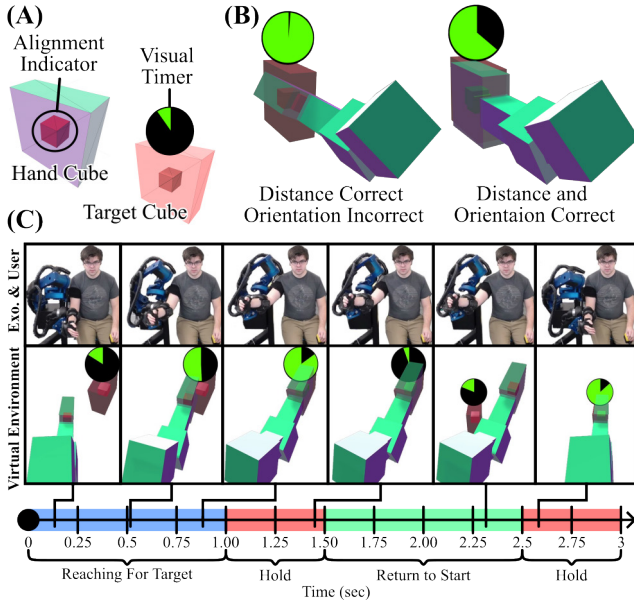 (A)
Alignment
Indicator
Visual
Timer
Hand Cube
Target Cube
(B)
Distance Correct
Orientation Incorrect
Distance and
Orientaion Correct
(C)
Exo. & User
Virtual Environment
0 0.25 0.5 0.75 1.00 1.25 1.50 1.75 2.00 2.25 2.5 2.75 3
Reaching For Target Hold Return to Start Hold
Time (sec)